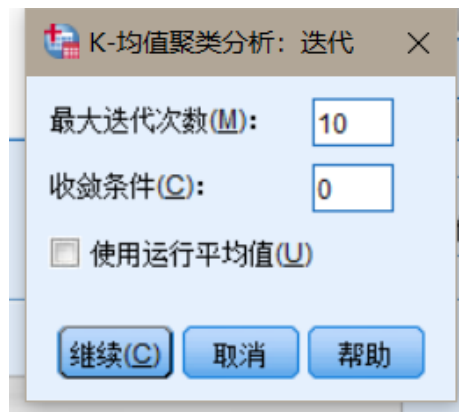 K-均值聚类分析：迭代
最大迭代次数(M)： 10
收敛条件(C)： 0
使用运行平均值(U)
继续(C) 取消 帮助